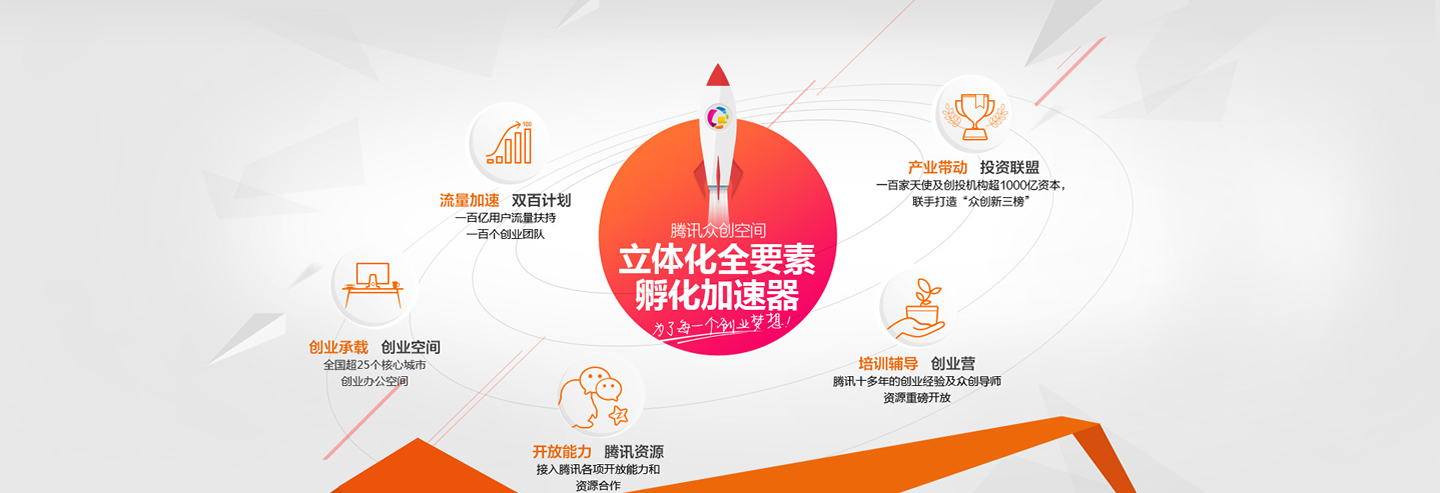 腾讯众创空间
立体化全要素
孵化加速器
为了每一个创业梦想!
100
流量加速 双百计划
一百亿用户流量扶持
一百个创业团队
产业带动 投资联盟
一百家天使及创投机构超1000亿资本,
联手打造“众创新三榜”
创业承载 创业空间
全国超25个核心城市
创业办公空间
培训辅导 创业营
腾讯十多年的创业经验及众创导师
资源重磅开放
开放能力 腾讯资源
接入腾讯各项开放能力和
资源合作